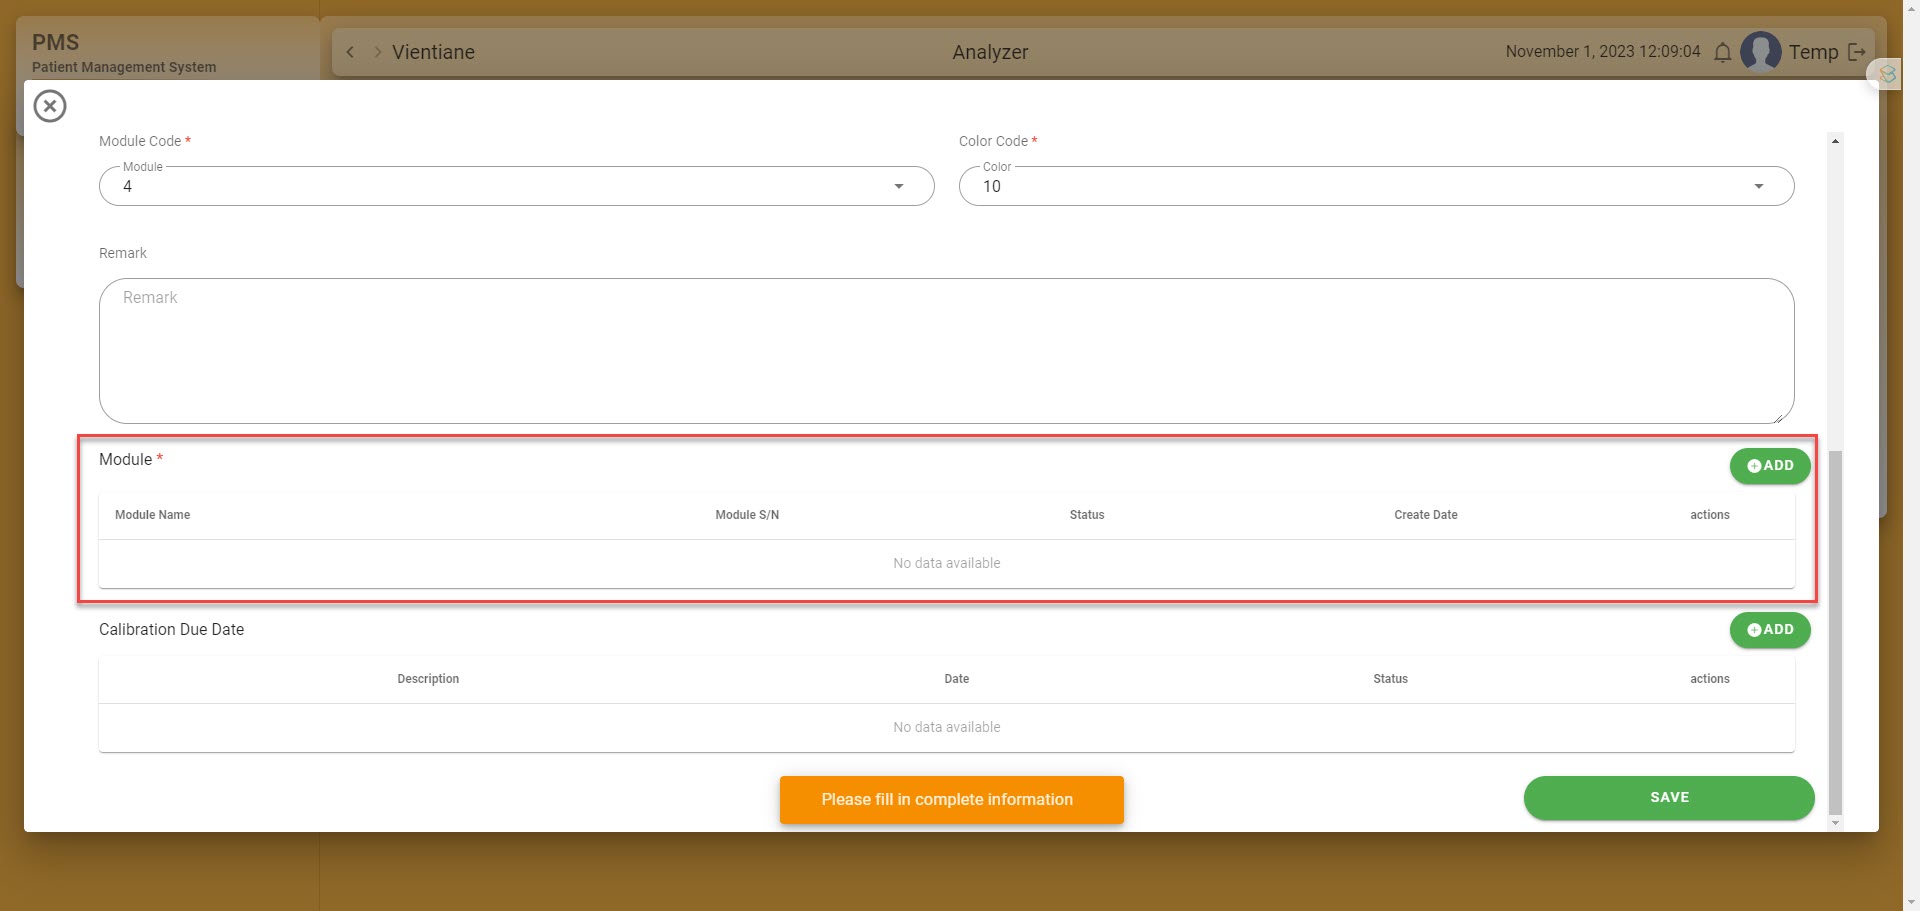 PMS
Patient Management System
Vientiane
Analyzer
November 1, 2023 12:09:04
Temp
Module Code *
Color Code *
Module
4
Color
10
Remark
Remark
Module *
ADD
Module Name
Module S/N
Status
Create Date
actions
No data available
Calibration Due Date
ADD
Description
Date
Status
actions
No data available
Please fill in complete information
SAVE